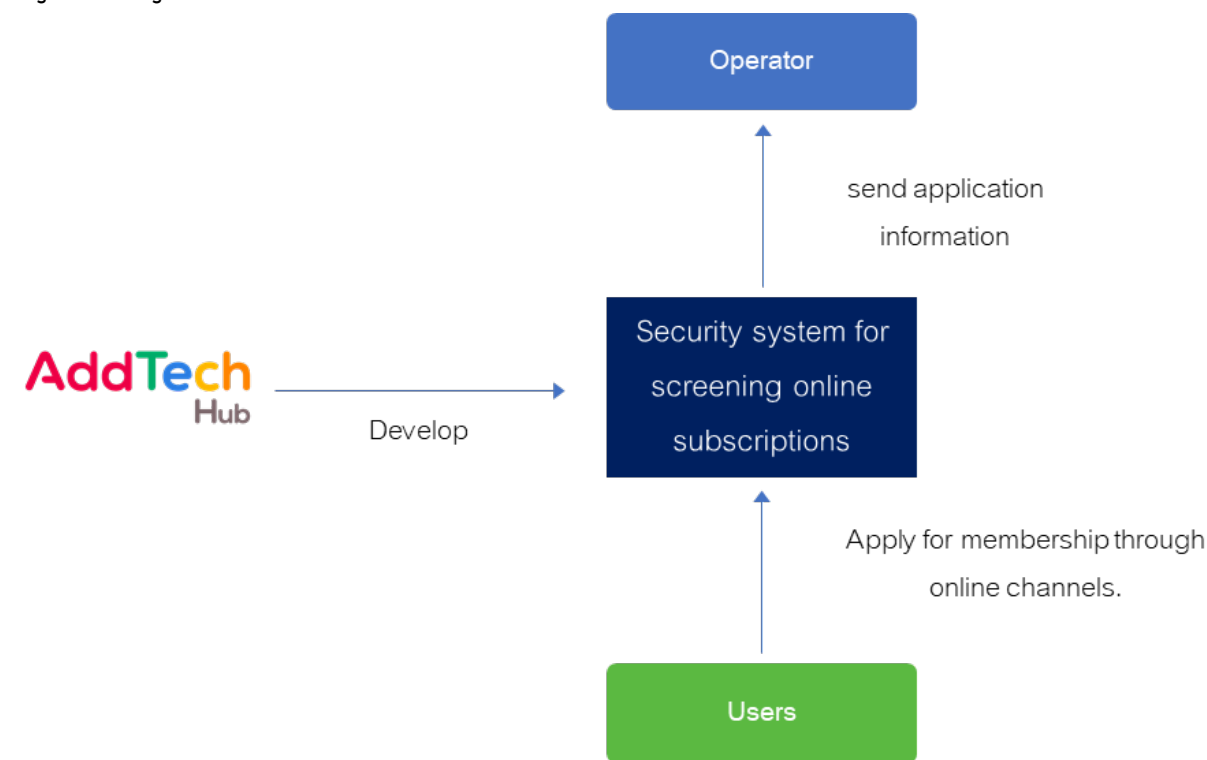 Operator
send application
information
Security system for
screening online
subscriptions
AddTech
Hub
Develop
Apply for membership through
online channels.
Users